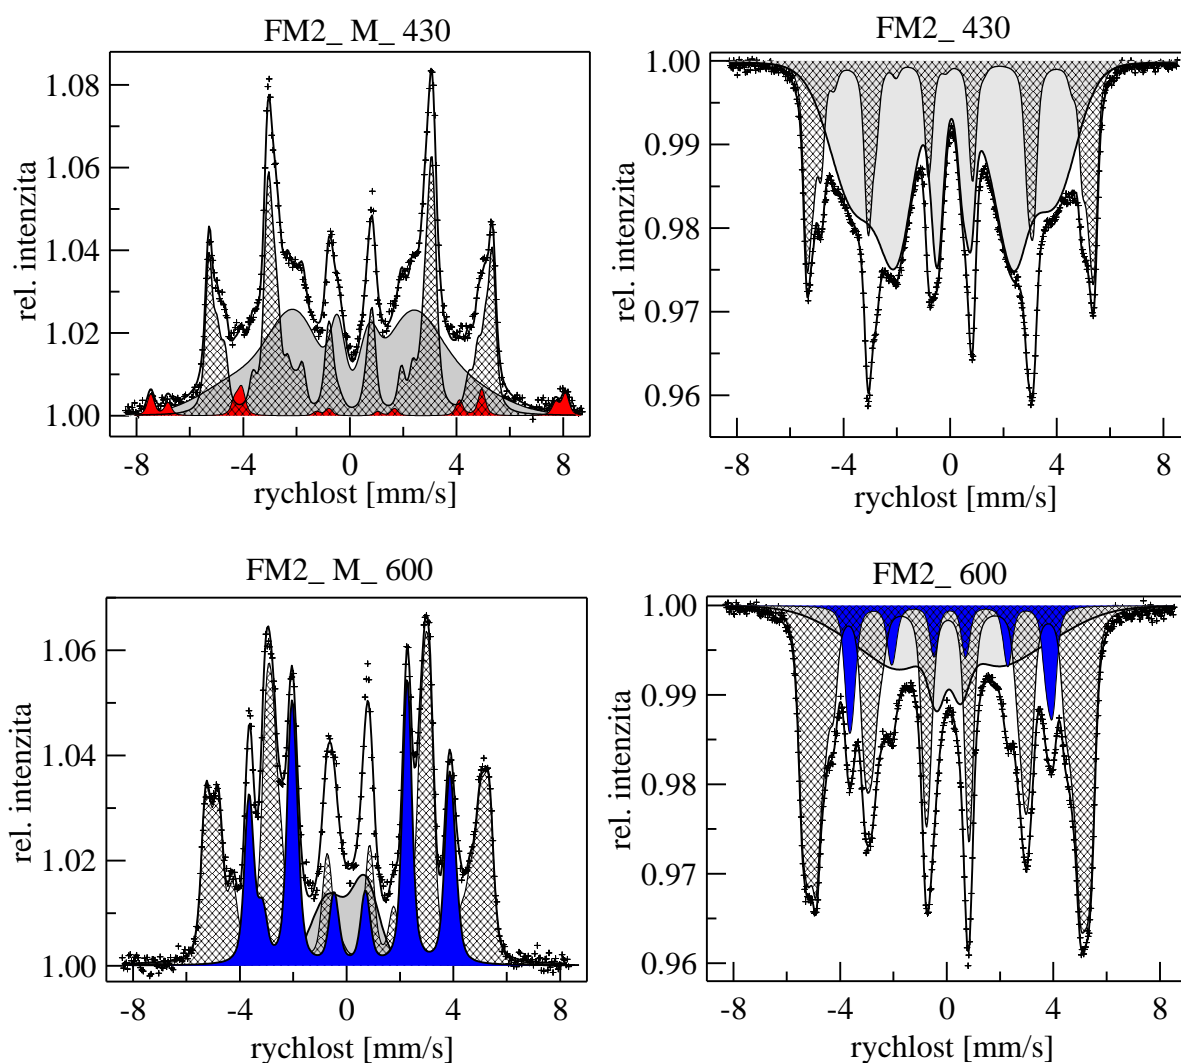 FM2_ M_ 430
rel. intenzita
1.08
1.06
1.04
1.02
1.00
-8 -4 0 4 8
rychlost [mm/s]
FM2_ 430
rel. intenzita
1.00
0.99
0.98
0.97
0.96
-8 -4 0 4 8
rychlost [mm/s]
FM2_ M_ 600
rel. intenzita
1.06
1.04
1.02
1.00
-8 -4 0 4 8
rychlost [mm/s]
FM2_ 600
rel. intenzita
1.00
0.99
0.98
0.97
0.96
-8 -4 0 4 8
rychlost [mm/s]